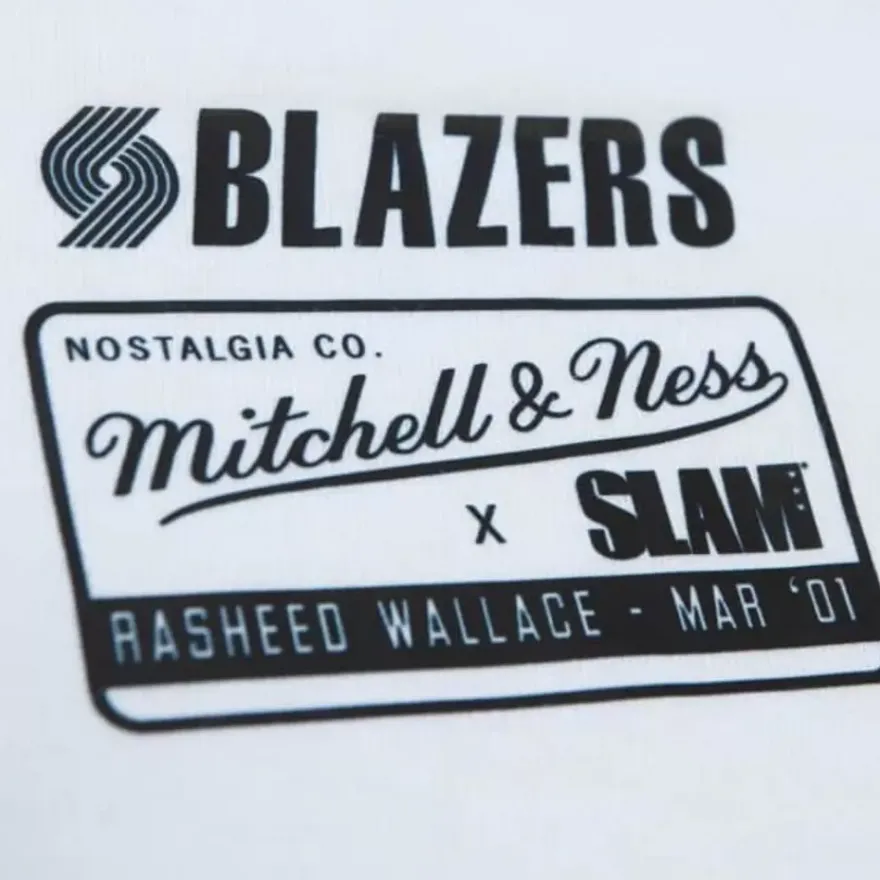 BLAZERS
NOSTALGIA CO.
Mitchell & Ness
X SLAM
RASHEED WALLACE - MAR '01